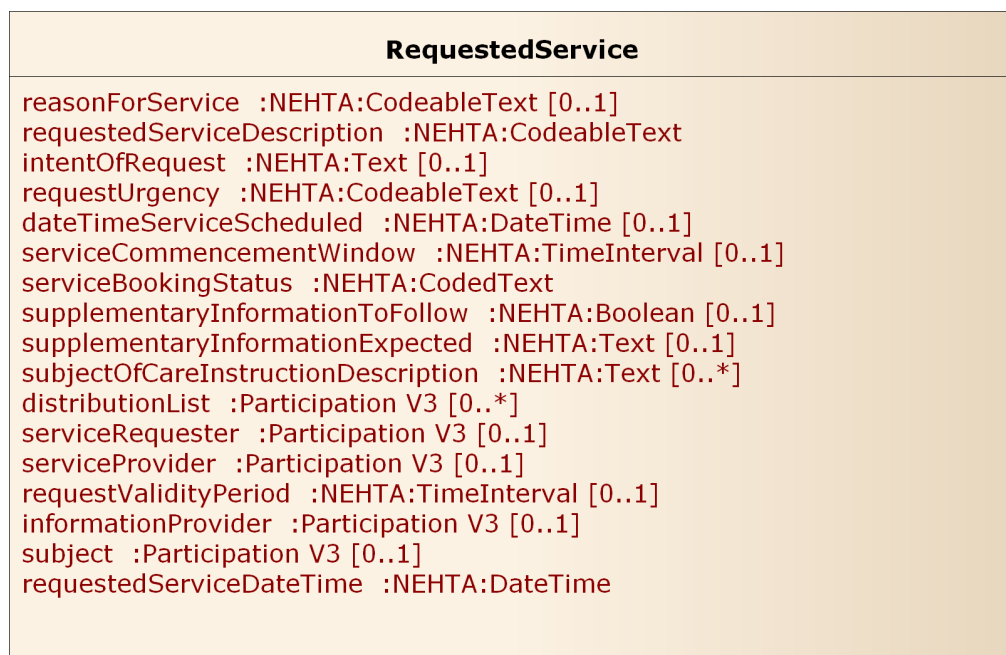 RequestedService
reasonForService :NEHTA:CodeableText [0..1]
requestedServiceDescription :NEHTA:CodeableText
intentOfRequest :NEHTA:Text [0..1]
requestUrgency :NEHTA:CodeableText [0..1]
dateTimeServiceScheduled :NEHTA:DateTime [0..1]
serviceCommencementWindow :NEHTA:TimeInterval [0..1]
serviceBookingStatus :NEHTA:CodedText
supplementaryInformationToFollow :NEHTA:Boolean [0..1]
supplementaryInformationExpected :NEHTA:Text [0..1]
subjectOfCareInstructionDescription :NEHTA:Text [0..*]
distributionList :Participation V3 [0..*]
serviceRequester :Participation V3 [0..1]
serviceProvider :Participation V3 [0..1]
requestValidityPeriod :NEHTA:TimeInterval [0..1]
informationProvider :Participation V3 [0..1]
subject :Participation V3 [0..1]
requestedServiceDateTime :NEHTA:DateTime